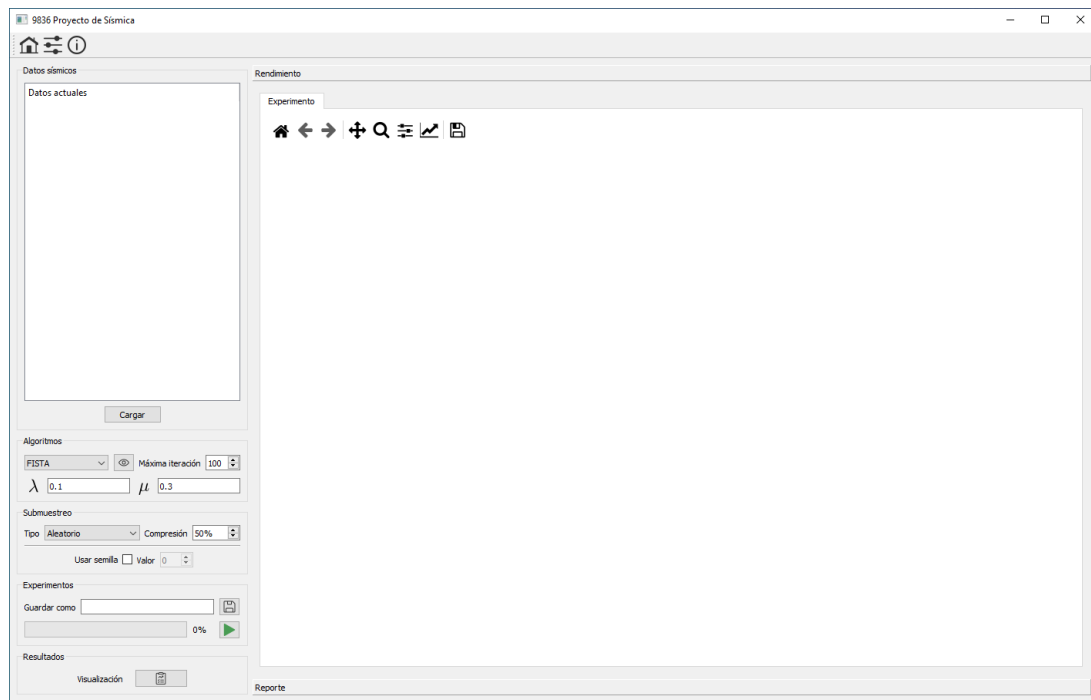 9836 Proyecto de Sísmica
Datos sísmicos
Datos actuales
Cargar
Algoritmos
FISTA Máxima iteración 100
λ 0.1 μ 0.3
Submuestreo
Tipo Aleatorio Compresión 50%
Usar semilla Valor 0
Experimentos
Guardar como
0%
Resultados
Visualización
Rendimiento
Experimento
Reporte